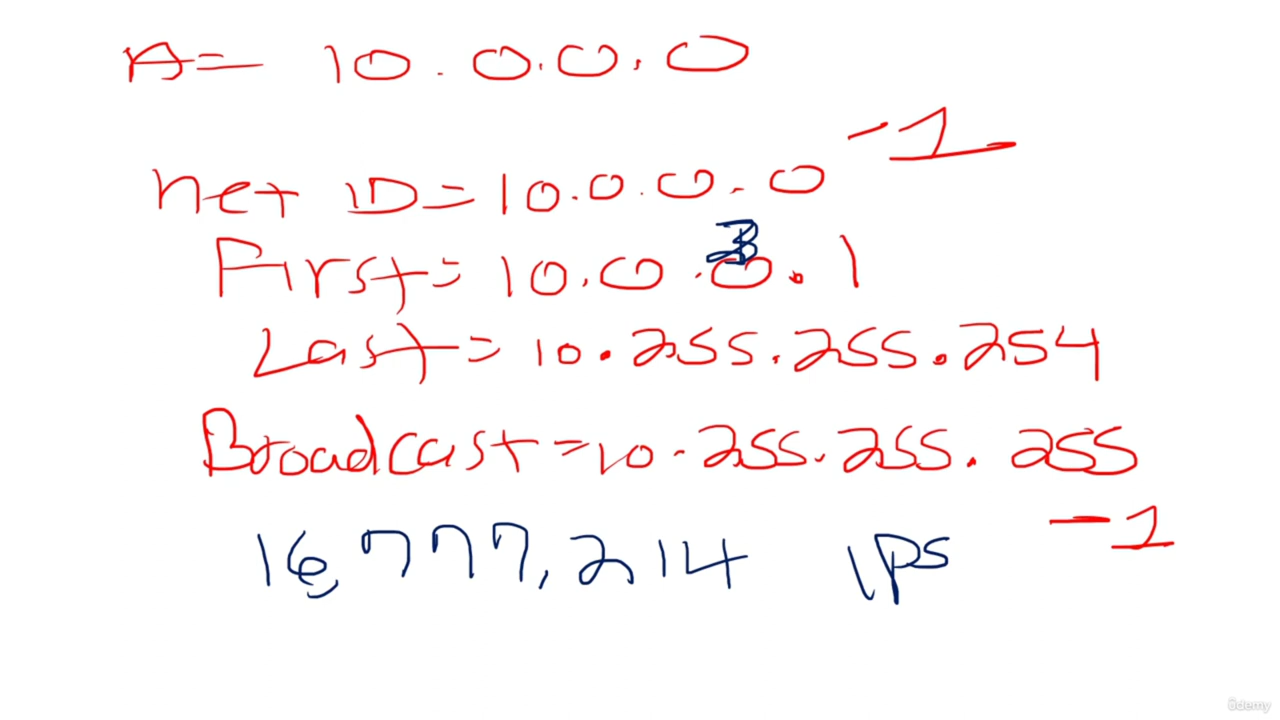 A= 10.0.0.0
-1
net ID=10.0.0.0
First=10.0.0.1
Last=10.255.255.254
Broadcast=10.255.255.255
-1
16,777,214 IPS
ûdemy